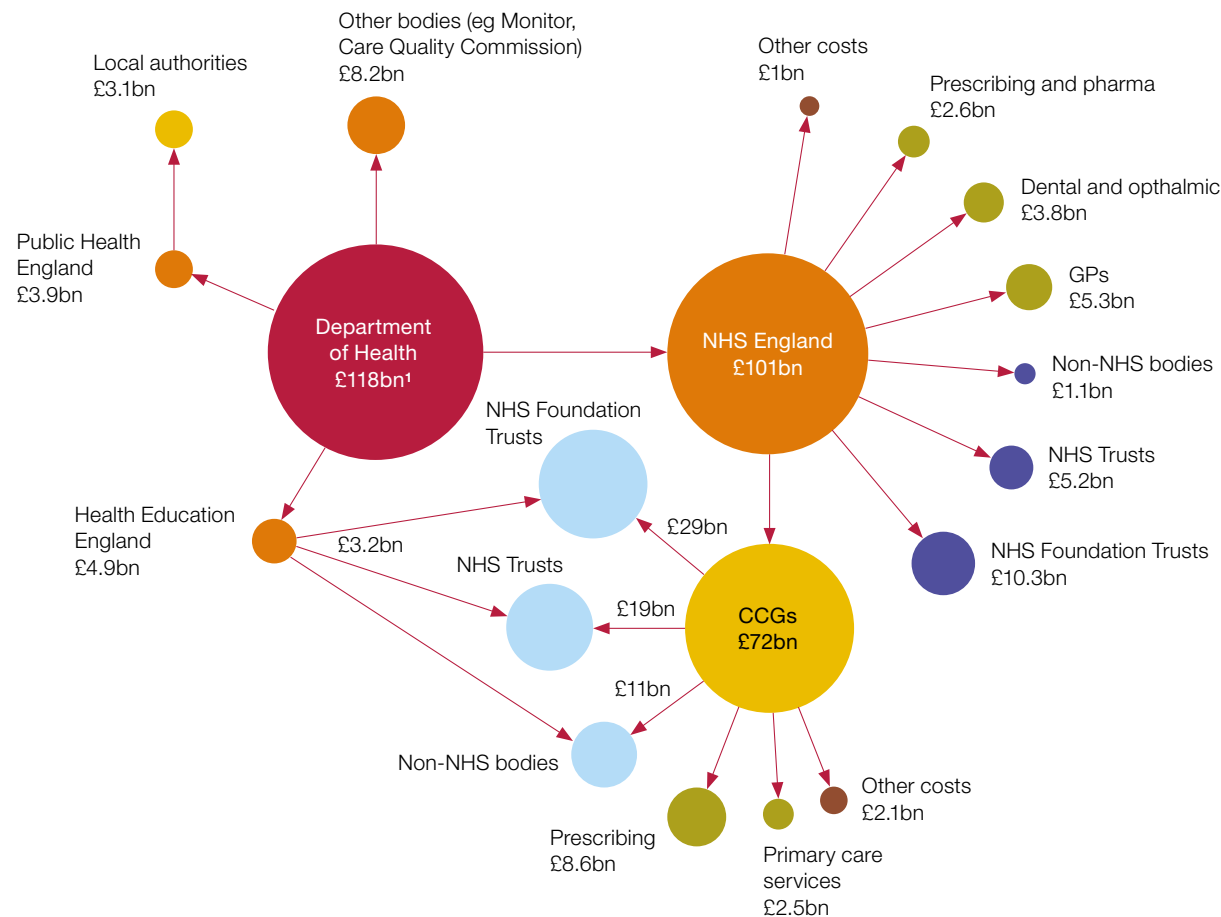 Other bodies (eg Monitor,
Care Quality Commission)
£8.2bn
Local authorities
£3.1bn
Other costs
£1bn
Prescribing and pharma
£2.6bn
Dental and opthalmic
£3.8bn
Public Health
England
£3.9bn
GPs
£5.3bn
Department
of Health
£118bn¹
NHS England
£101bn
Non-NHS bodies
£1.1bn
NHS Foundation
Trusts
NHS Trusts
£5.2bn
Health Education
England
£4.9bn
£3.2bn
£29bn
NHS Foundation Trusts
£10.3bn
NHS Trusts
£19bn
CCGs
£72bn
£11bn
Non-NHS bodies
Other costs
£2.1bn
Prescribing
£8.6bn
Primary care
services
£2.5bn